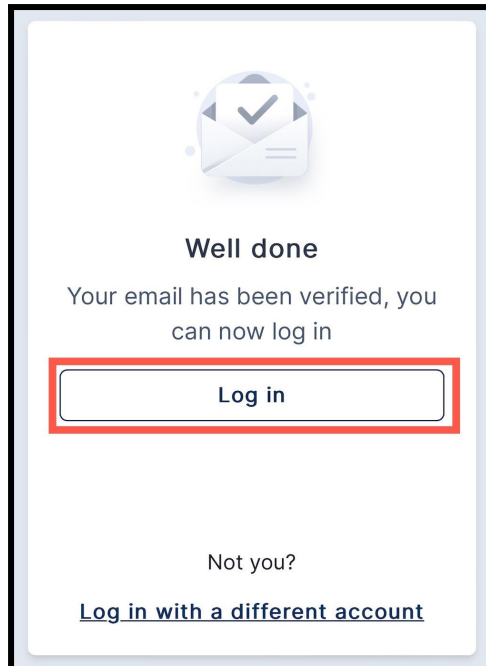 Well done
Your email has been verified, you
can now log in
Log in
Not you?
Log in with a different account